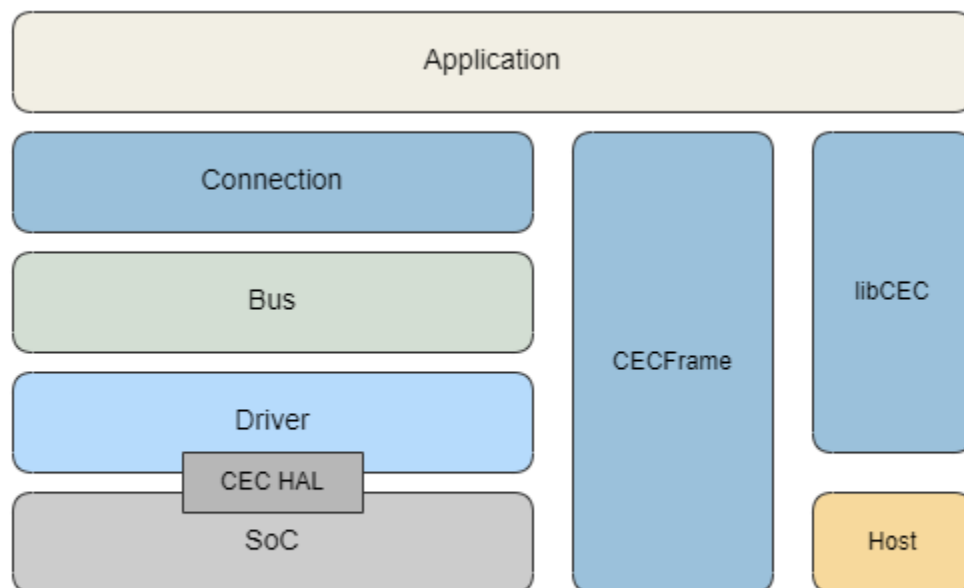 Application
Connection
Bus
libCEC
CECFrame
Driver
CEC HAL
SoC
Host